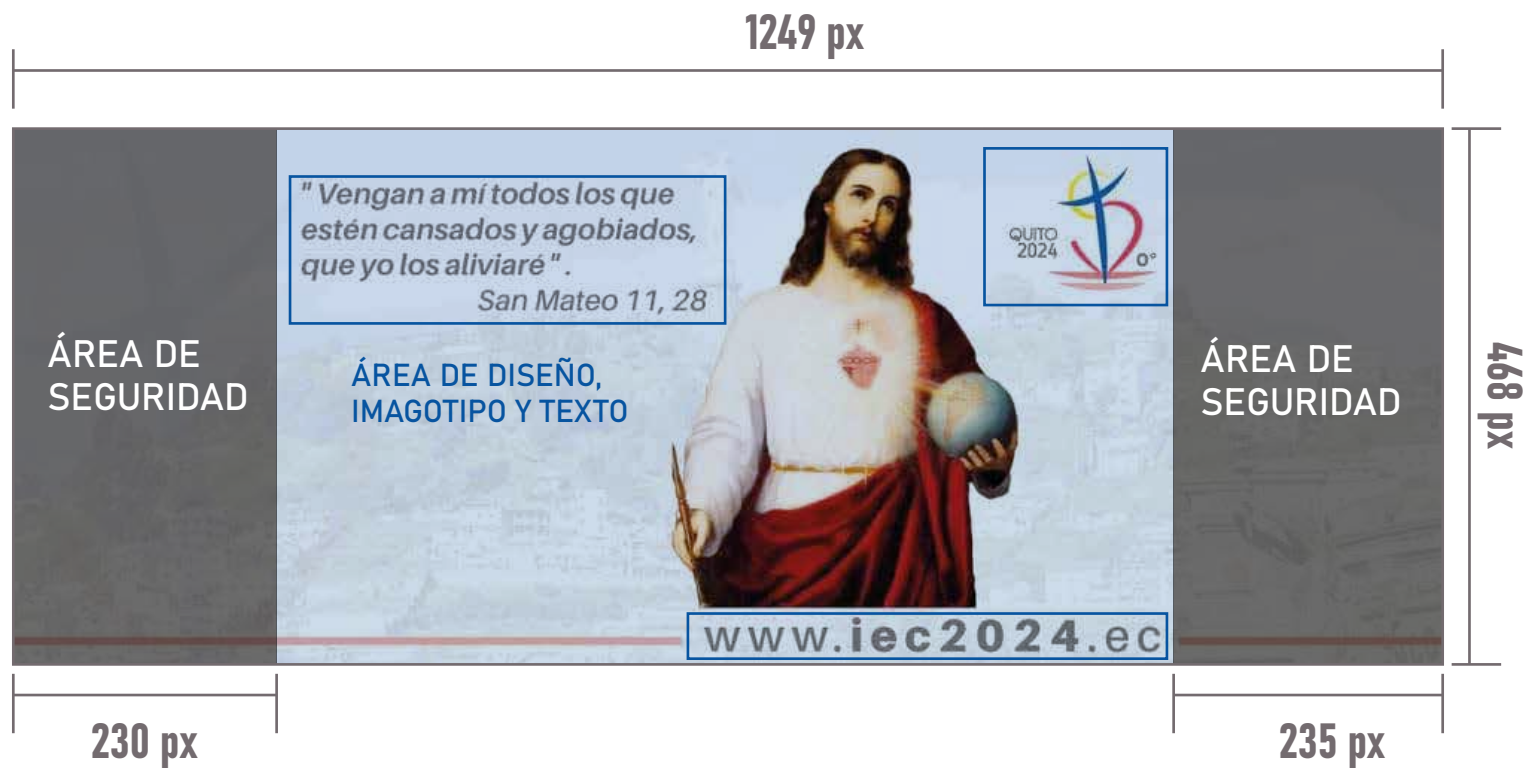 1249 px
" Vengan a mí todos los que
estén cansados y agobiados,
que yo los aliviaré ".
San Mateo 11, 28
QUITO
2024
0°
ÁREA DE
SEGURIDAD
ÁREA DE DISEÑO,
IMAGOTIPO Y TEXTO
ÁREA DE
SEGURIDAD
468 px
www.iec2024.ec
230 px
235 px